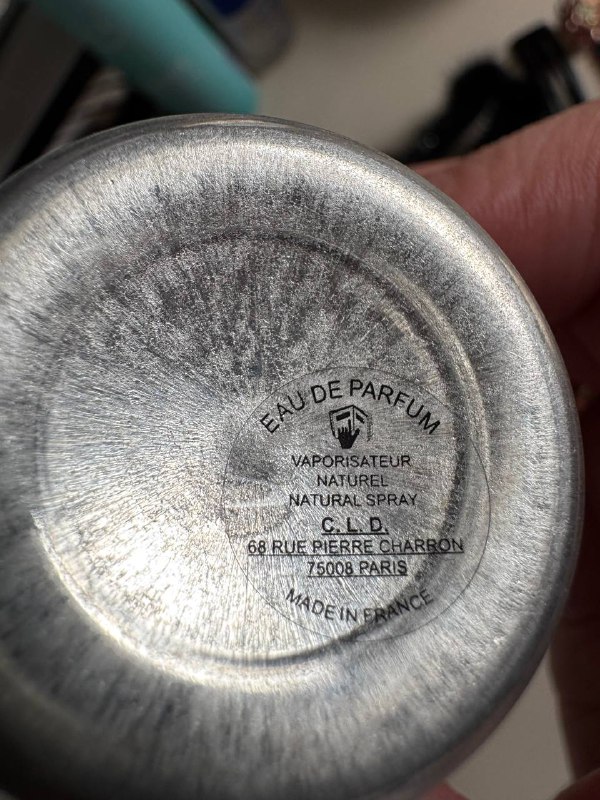 EAU DE PARFUM
VAPORISATEUR
NATUREL
NATURAL SPRAY
C. L. D.
68 RUE PIERRE CHARRON
75008 PARIS
MADE IN FRANCE